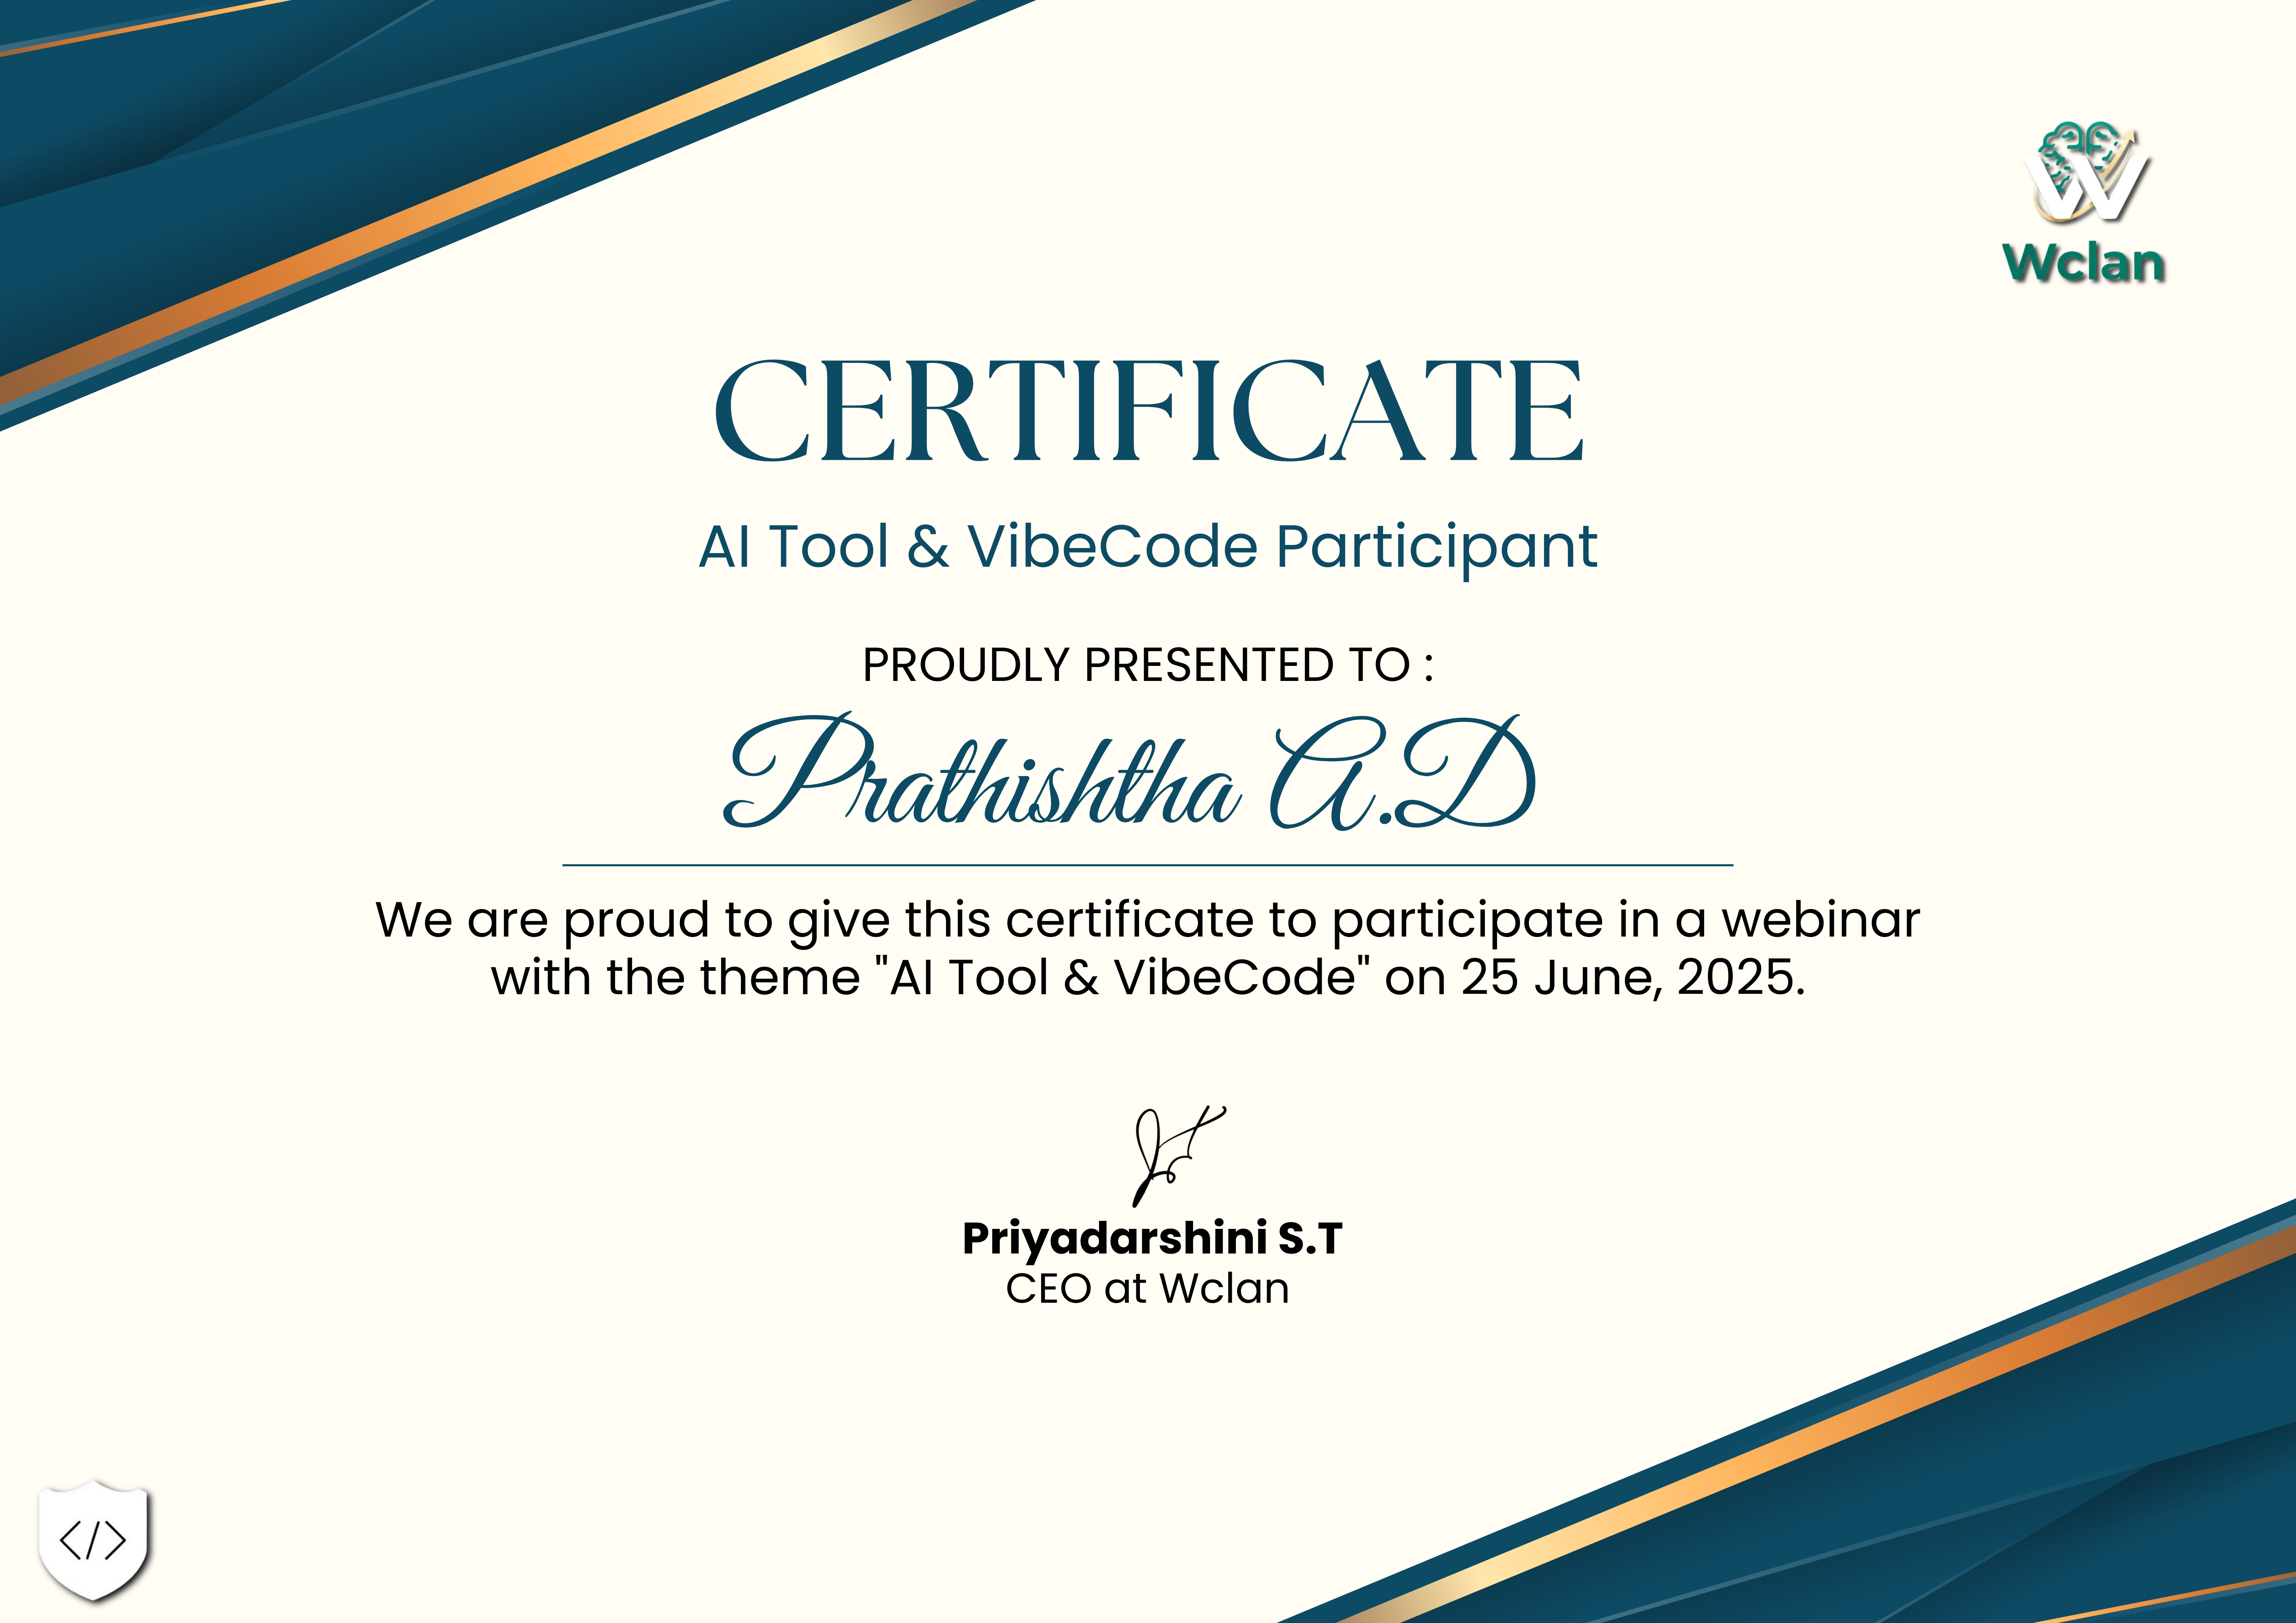 W
Wclan
CERTIFICATE
AI Tool & VibeCode Participant
PROUDLY PRESENTED TO :
Prathishtha A.D
We are proud to give this certificate to participate in a webinar
with the theme "AI Tool & VibeCode" on 25 June, 2025.
Priyadarshini S.T
CEO at Wclan
</>